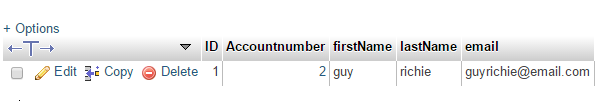 + Options
←T→ ID Accountnumber firstName lastName email
Edit Copy Delete 1 2 guy richie guyrichie@email.com